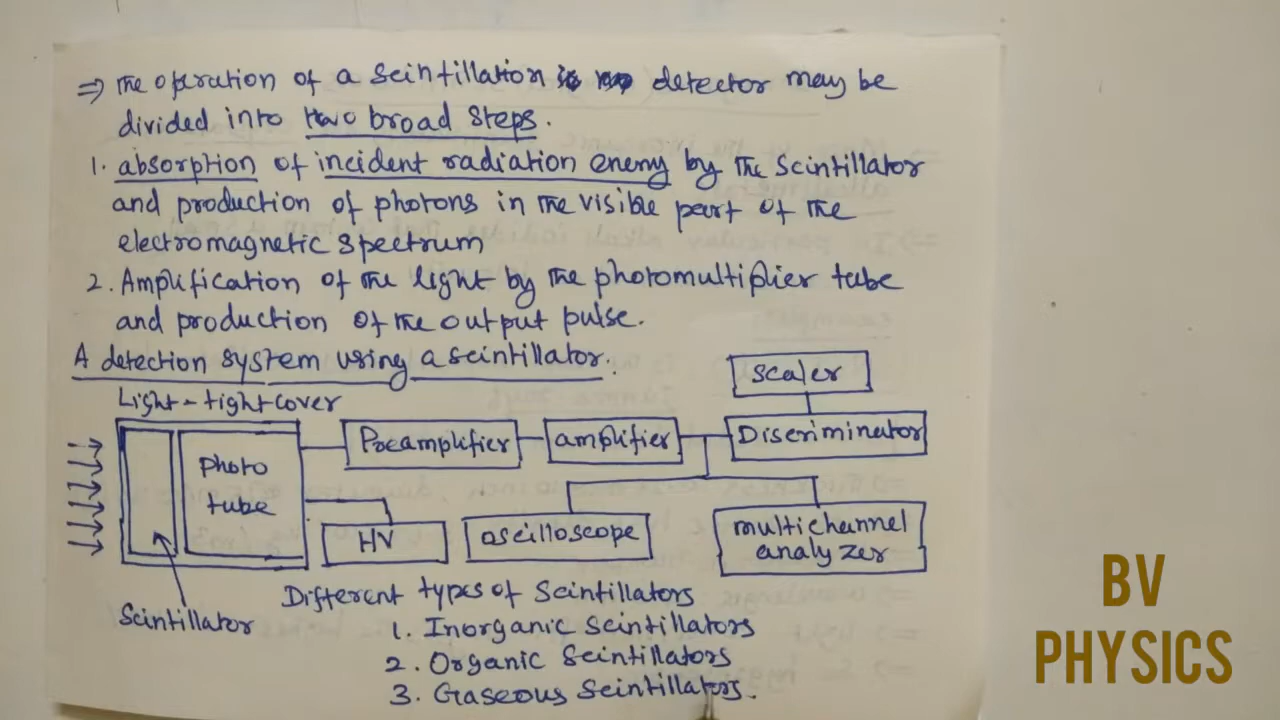 ⇒ The operation of a scintillation detector may be
divided into two broad steps.
1. absorption of incident radiation enemy by the scintillator
and production of photons in the visible part of the
electromagnetic spectrum
2. Amplification of the light by the photomultiplier tube
and production of the output pulse.
A detection system using a scintillator.
Light-tight cover
scaler
Preamplifier
amplifier
Discriminator
photo
tube
HV
oscilloscope
multichannel
analyzer
Scintillator
Different types of Scintillators
1. Inorganic Scintillators
2. Organic Scintillators
3. Gaseous Scintillators.
BV
PHYSICS